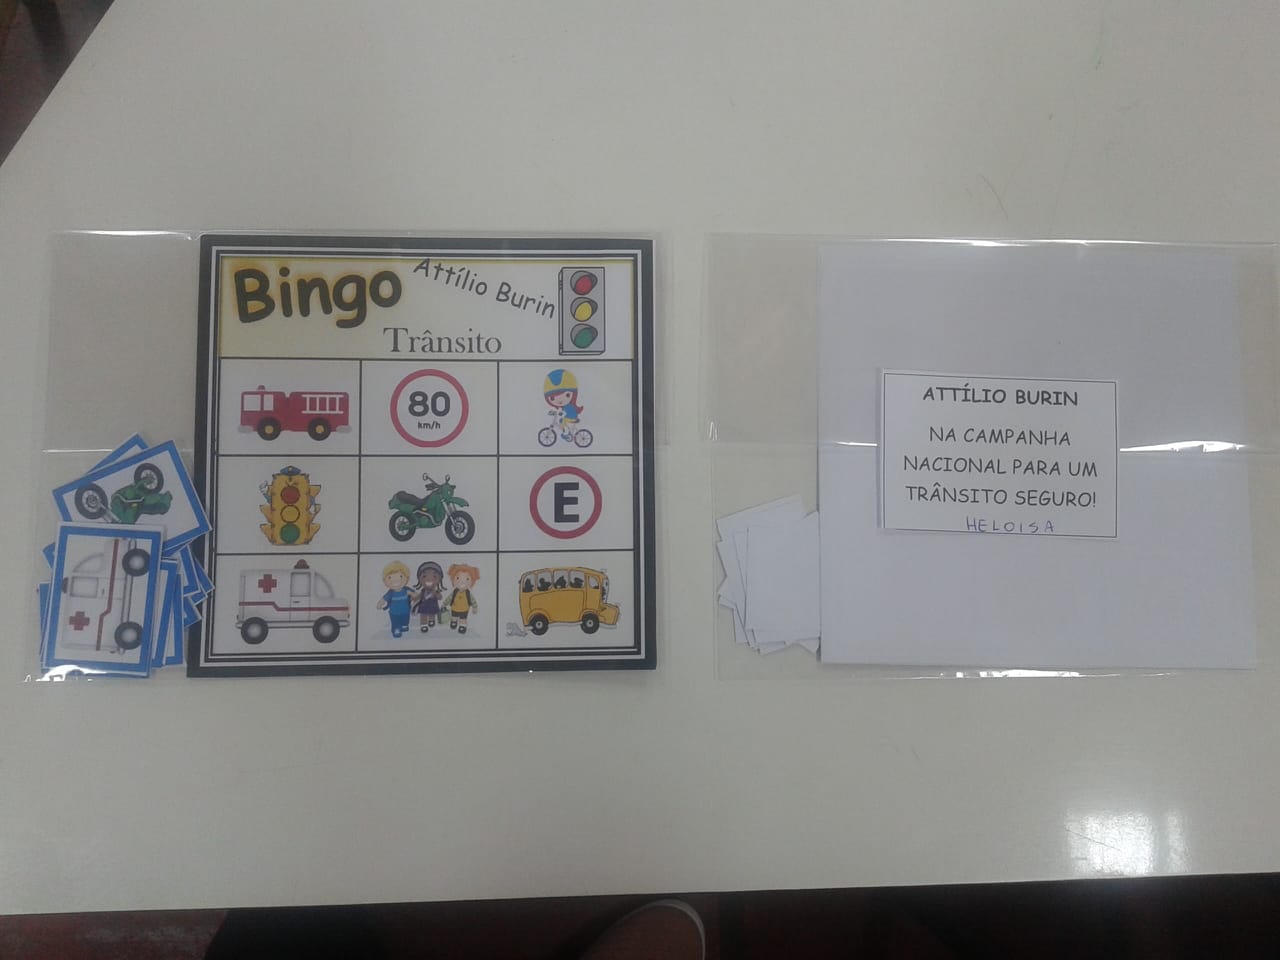 Bingo
Attílio Burin
Trânsito
80
km/h
E
ATTÍLIO BURIN
NA CAMPANHA
NACIONAL PARA UM
TRÂNSITO SEGURO!
HELOISA